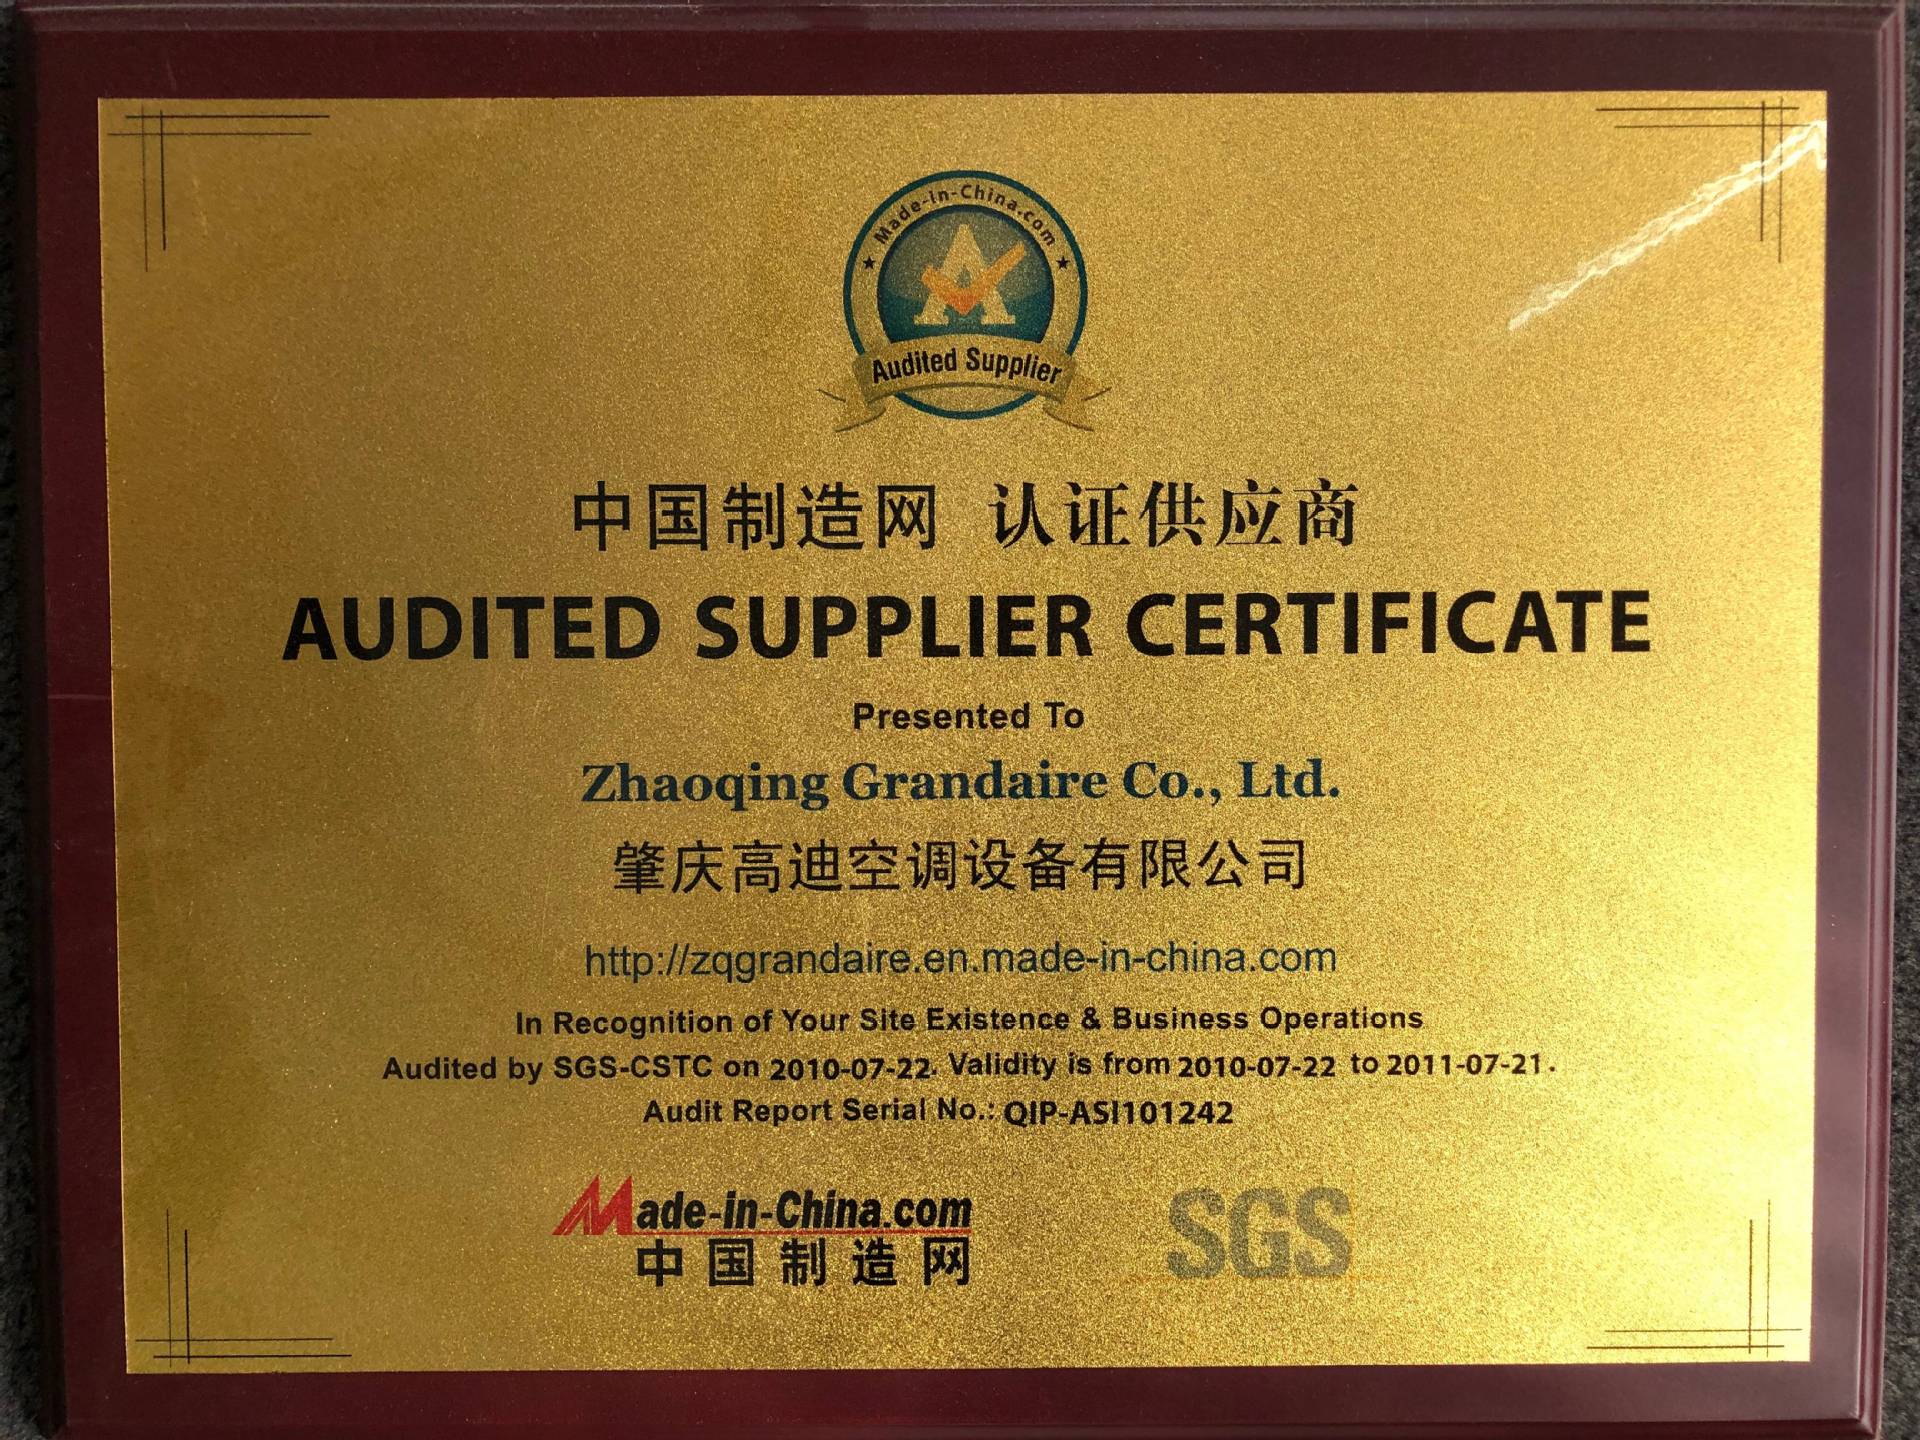 Made-in-China.com
Audited Supplier
中国制造网 认证供应商
AUDITED SUPPLIER CERTIFICATE
Presented To
Zhaoqing Grandaire Co., Ltd.
肇庆高迪空调设备有限公司
http://zqgrandaire.en.made-in-china.com
In Recognition of Your Site Existence & Business Operations
Audited by SGS-CSTC on 2010-07-22. Validity is from 2010-07-22 to 2011-07-21.
Audit Report Serial No.: QIP-ASI101242
Made-in-China.com
中国制造网
SGS